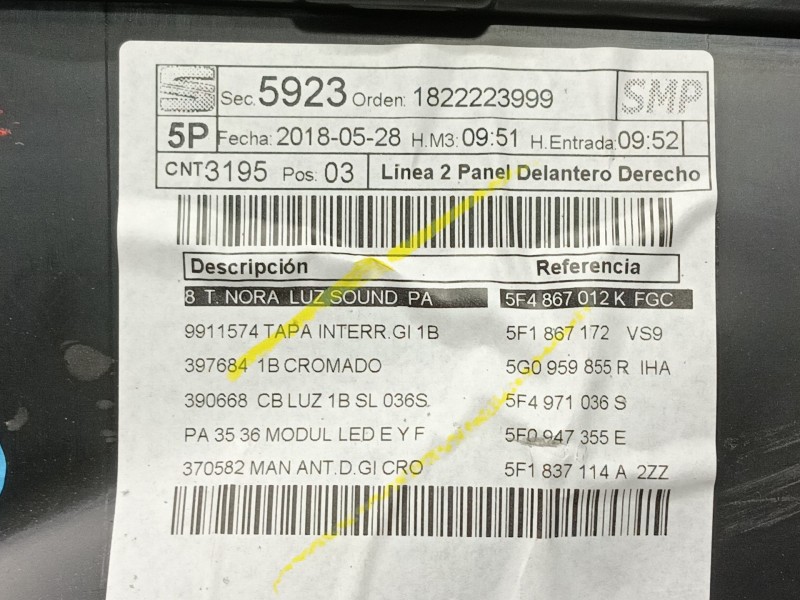 S Sec. 5923 Orden: 1822223999 SMP
5P Fecha: 2018-05-28 H.M3: 09:51 H.Entrada: 09:52
CNT 3195 Pos: 03 Línea 2 Panel Delantero Derecho
Descripción Referencia
8 T. NORA LUZ SOUND PA 5F4 867 012 K FGC
9911574 TAPA INTERR.GI 1B 5F1 867 172 VS9
397684 1B CROMADO 5G0 959 855 R IHA
390668 CB LUZ 1B SL 036S. 5F4 971 036 S
PA 35 36 MODUL LED E Y F 5F0 947 355 E
370582 MAN ANT.D.GI CRO 5F1 837 114 A 2ZZ